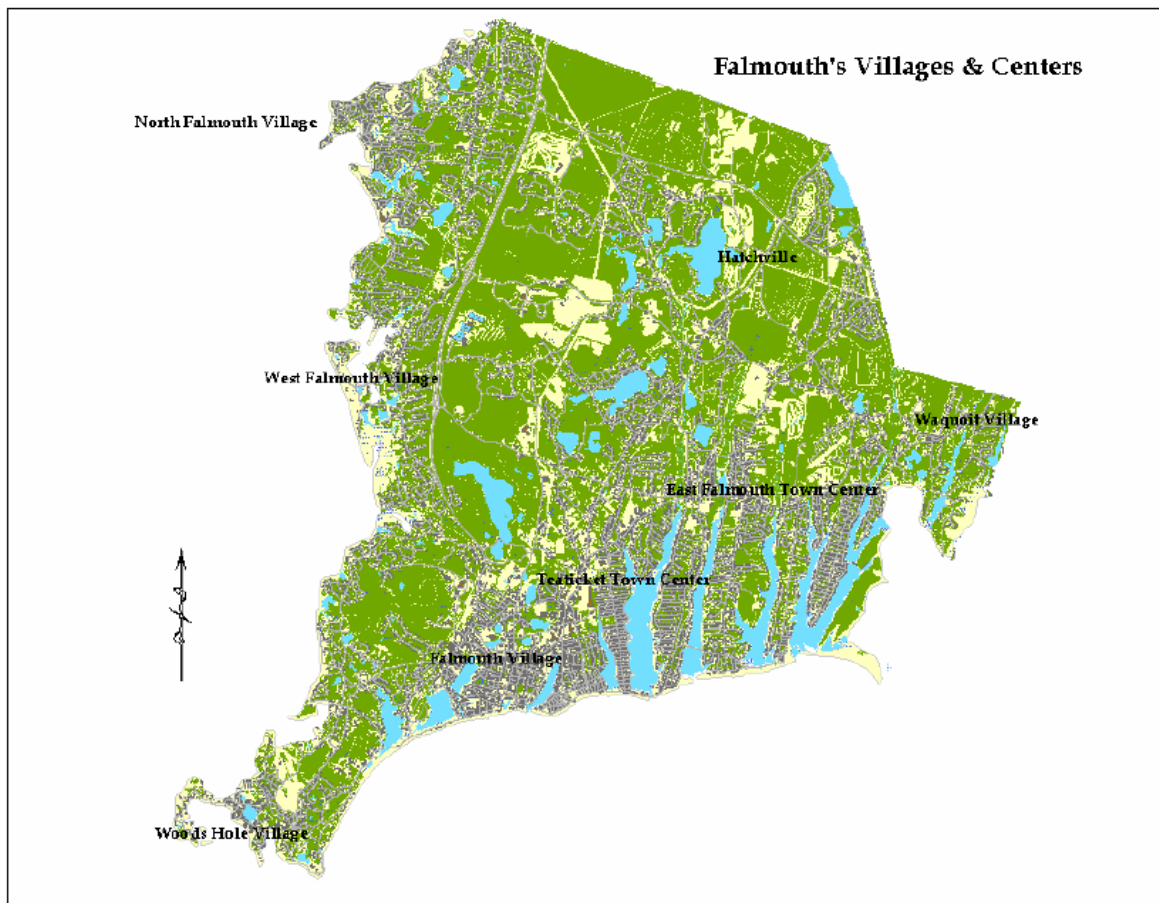 Falmouth's Villages & Centers
North Falmouth Village
Hatchville
West Falmouth Village
Waquoit Village
East Falmouth Town Center
Teaticket Town Center
Falmouth Village
Woods Hole Village